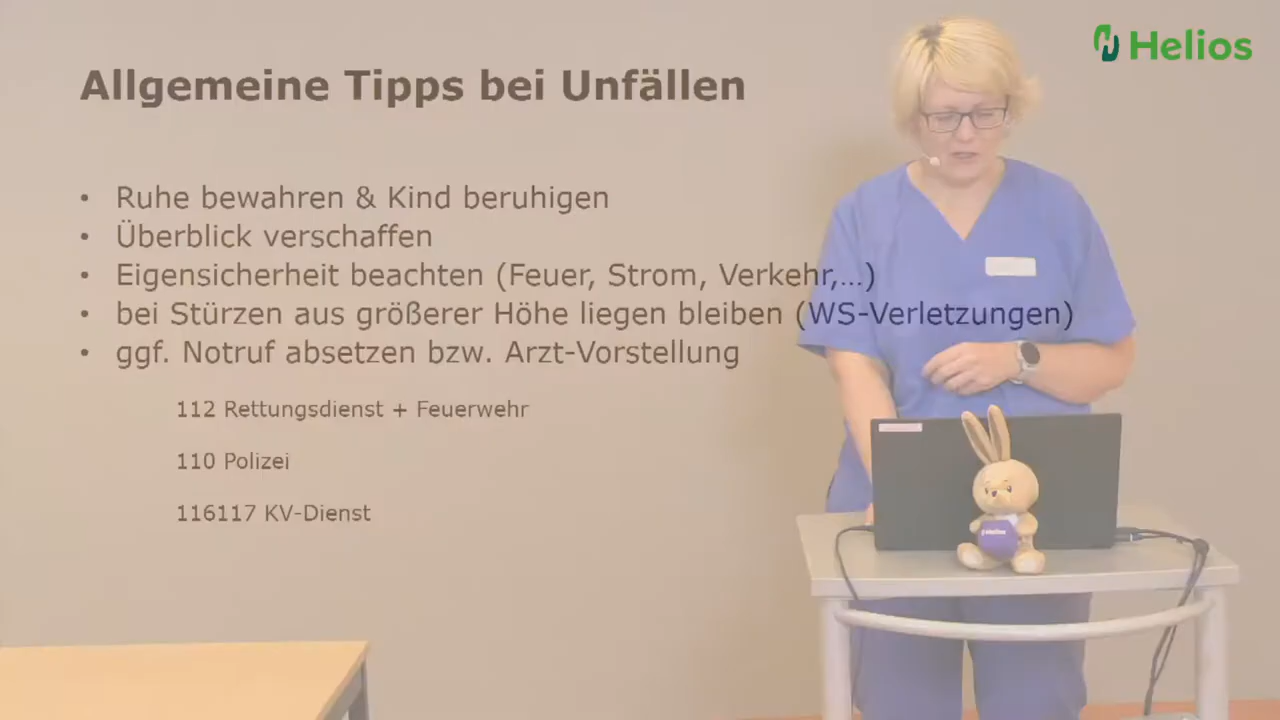 Helios
Allgemeine Tipps bei Unfällen
• Ruhe bewahren & Kind beruhigen
• Überblick verschaffen
• Eigensicherheit beachten (Feuer, Strom, Verkehr,...)
• bei Stürzen aus größerer Höhe liegen bleiben (WS-Verletzungen)
• ggf. Notruf absetzen bzw. Arzt-Vorstellung
112 Rettungsdienst + Feuerwehr
110 Polizei
116117 KV-Dienst
Helios